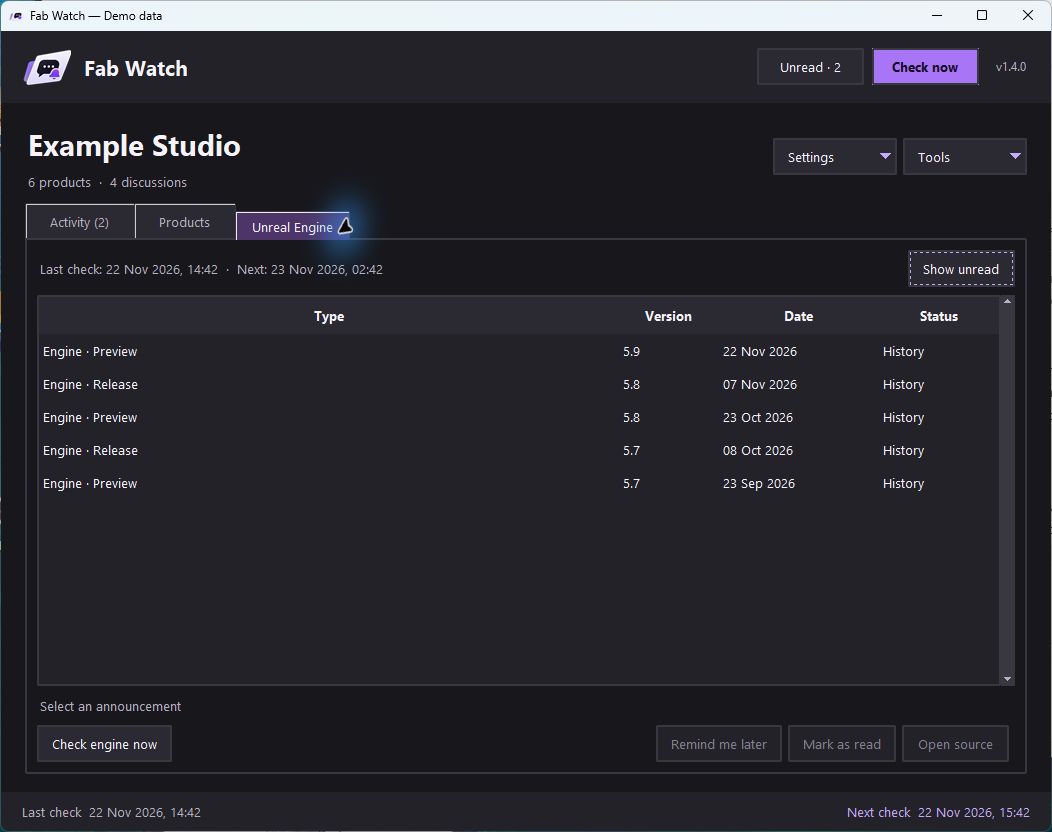 Fab Watch — Demo data
Fab Watch
Unread · 2
Check now
v1.4.0
Example Studio
6 products · 4 discussions
Settings
Tools
Activity (2)
Products
Unreal Engine
Last check: 22 Nov 2026, 14:42 · Next: 23 Nov 2026, 02:42
Show unread
Type Version Date Status
Engine · Preview 5.9 22 Nov 2026 History
Engine · Release 5.8 07 Nov 2026 History
Engine · Preview 5.8 23 Oct 2026 History
Engine · Release 5.7 08 Oct 2026 History
Engine · Preview 5.7 23 Sep 2026 History
Select an announcement
Check engine now
Remind me later
Mark as read
Open source
Last check 22 Nov 2026, 14:42
Next check 22 Nov 2026, 15:42